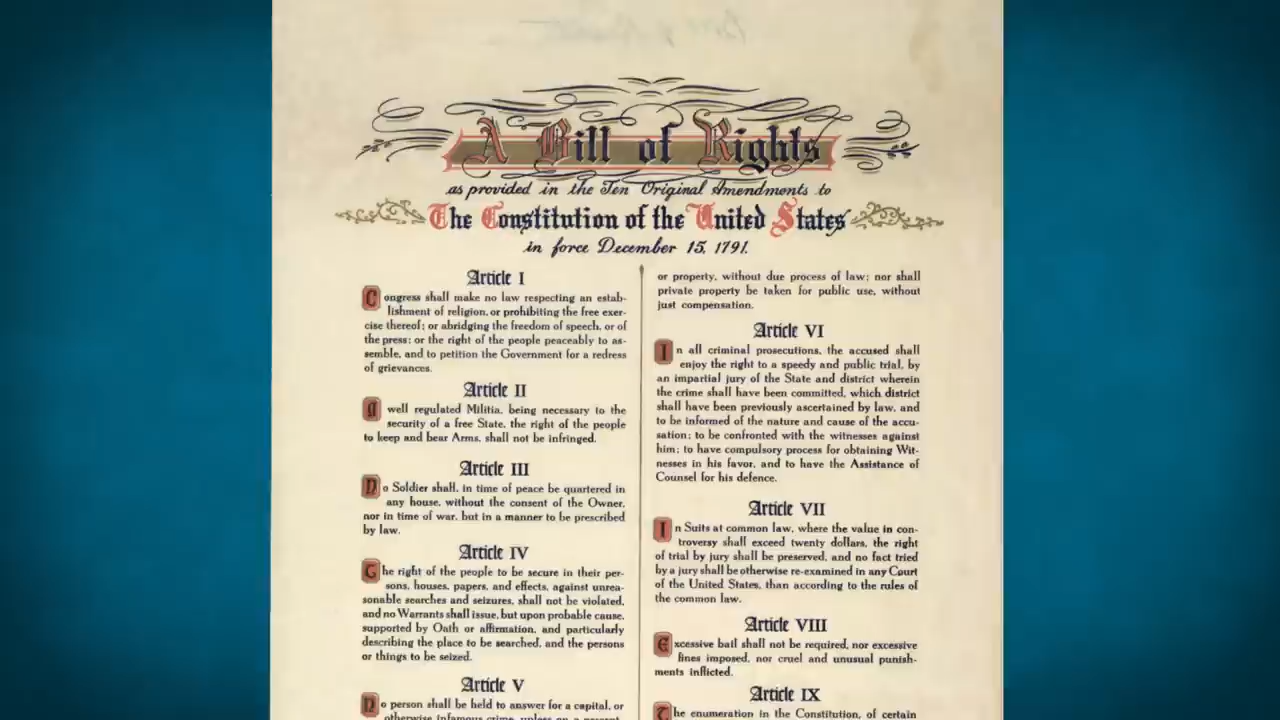 A Bill of Rights
as provided in the Ten Original Amendments to
The Constitution of the United States
in force December 15, 1791.
Article I
Congress shall make no law respecting an estab-
lishment of religion, or prohibiting the free exer-
cise thereof; or abridging the freedom of speech, or of
the press; or the right of the people peaceably to as-
semble, and to petition the Government for a redress
of grievances.
Article II
A well regulated Militia, being necessary to the
security of a free State, the right of the people
to keep and bear Arms, shall not be infringed.
Article III
No Soldier shall, in time of peace be quartered in
any house, without the consent of the Owner,
nor in time of war, but in a manner to be prescribed
by law.
Article IV
The right of the people to be secure in their per-
sons, houses, papers, and effects, against unrea-
sonable searches and seizures, shall not be violated,
and no Warrants shall issue, but upon probable cause,
supported by Oath or affirmation, and particularly
describing the place to be searched, and the persons
or things to be seized.
Article V
No person shall be held to answer for a capital, or
otherwise infamous crime, unless on a present-
or property, without due process of law; nor shall
private property be taken for public use, without
just compensation.
Article VI
In all criminal prosecutions, the accused shall
enjoy the right to a speedy and public trial, by
an impartial jury of the State and district wherein
the crime shall have been committed, which district
shall have been previously ascertained by law, and
to be informed of the nature and cause of the accu-
sation; to be confronted with the witnesses against
him; to have compulsory process for obtaining Wit-
nesses in his favor, and to have the Assistance of
Counsel for his defence.
Article VII
In Suits at common law, where the value in con-
troversy shall exceed twenty dollars, the right
of trial by jury shall be preserved, and no fact tried
by a jury shall be otherwise re-examined in any Court
of the United States, than according to the rules of
the common law.
Article VIII
Excessive bail shall not be required, nor excessive
fines imposed, nor cruel and unusual punish-
ments inflicted.
Article IX
The enumeration in the Constitution, of certain